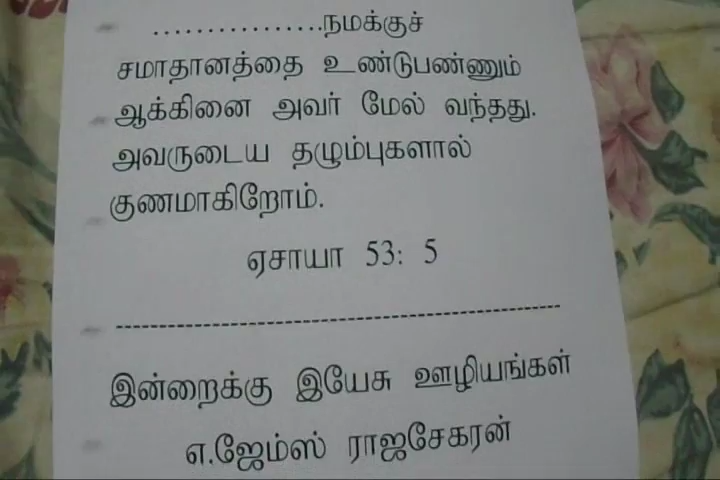 ................நமக்குச்
சமாதானத்தை உண்டுபண்ணும்
ஆக்கினை அவர் மேல் வந்தது.
அவருடைய தழும்புகளால்
குணமாகிறோம்.
ஏசாயா 53: 5
--------------------------------------------------------
இன்றைக்கு இயேசு ஊழியங்கள்
எ.ஜேம்ஸ் ராஜசேகரன்